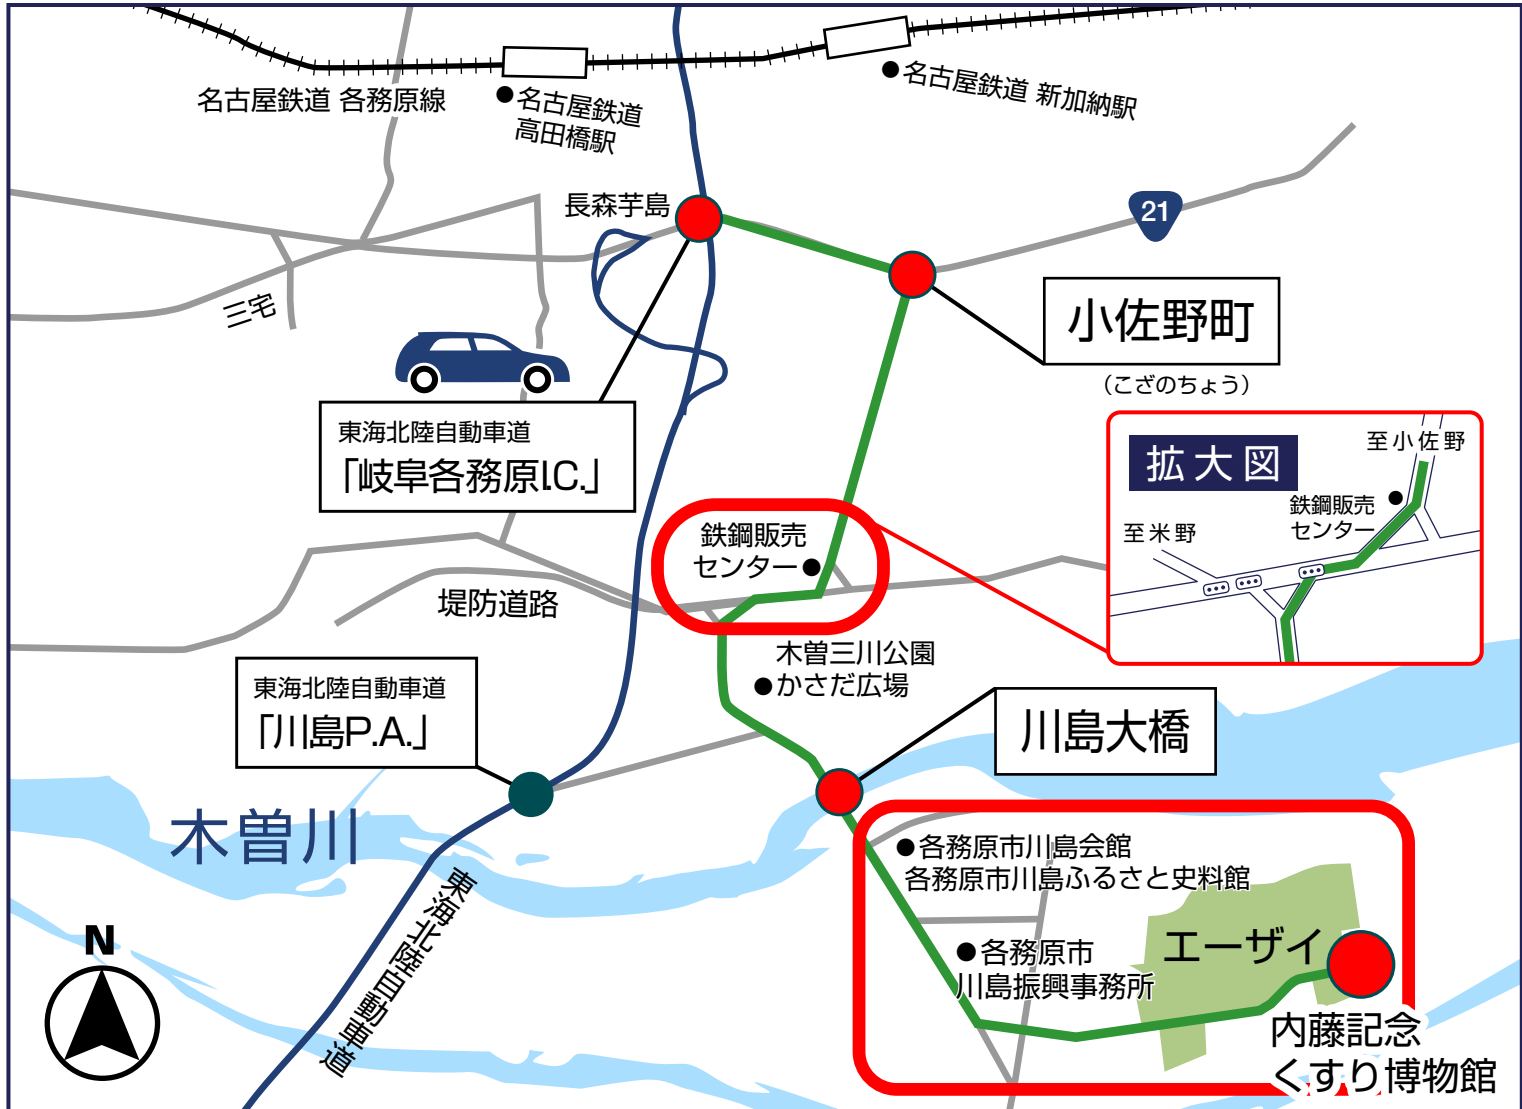 名古屋鉄道 各務原線
名古屋鉄道
高田橋駅
名古屋鉄道 新加納駅
長森芋島
21
三宅
小佐野町
（こざのちょう）
東海北陸自動車道
「岐阜各務原I.C.」
拡大図
至小佐野
鉄鋼販売
センター
至米野
鉄鋼販売
センター
堤防道路
木曽三川公園
かさだ広場
東海北陸自動車道
「川島P.A.」
川島大橋
木曽川
東海北陸自動車道
各務原市川島会館
各務原市川島ふるさと史料館
各務原市
川島振興事務所
エーザイ
内藤記念
くすり博物館
N